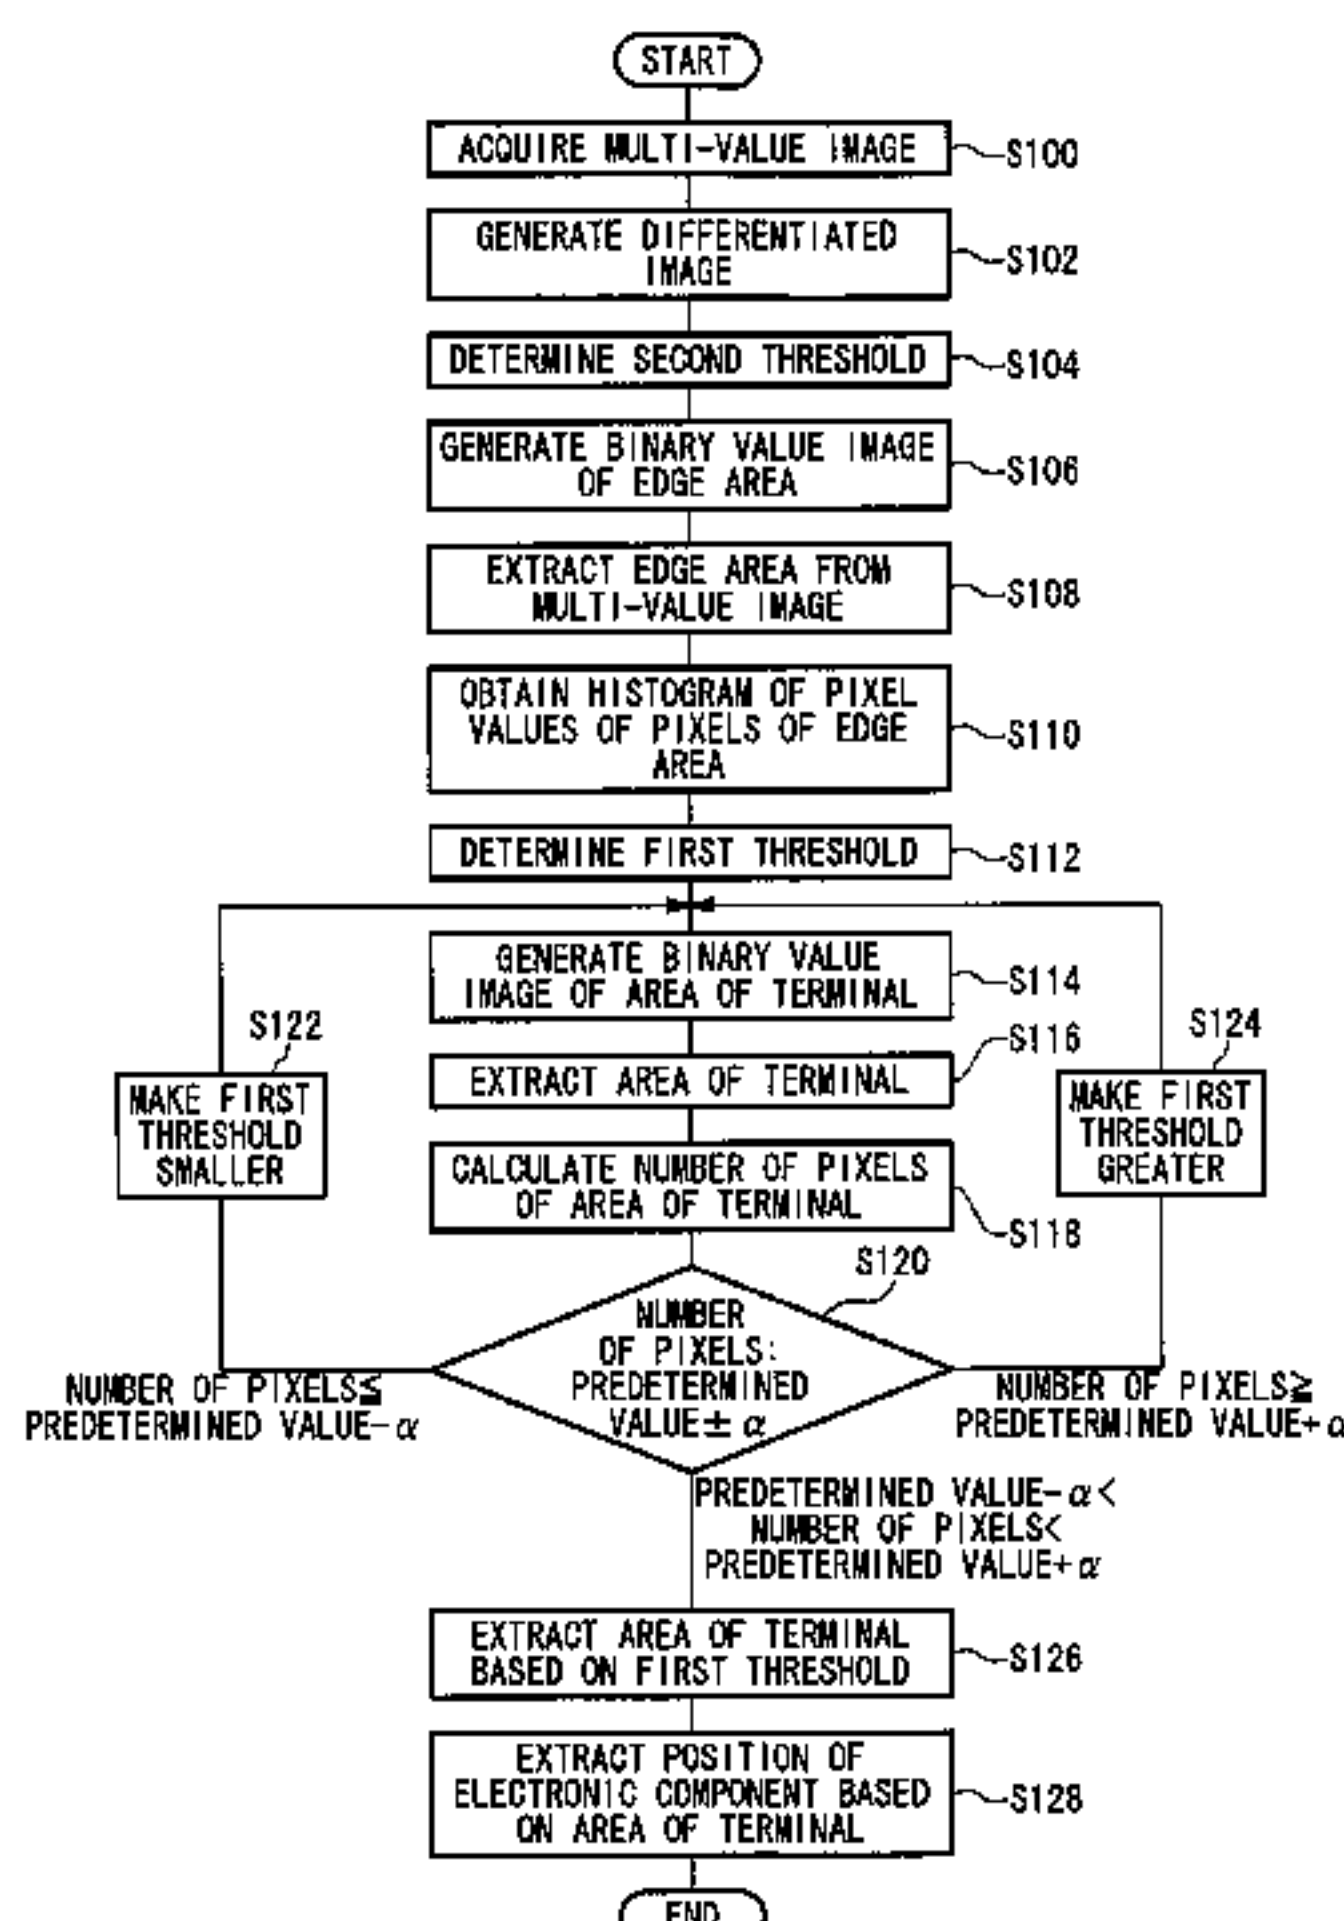 START
ACQUIRE MULTI-VALUE IMAGE
S100
GENERATE DIFFERENTIATED
IMAGE
S102
DETERMINE SECOND THRESHOLD
S104
GENERATE BINARY VALUE IMAGE
OF EDGE AREA
S106
EXTRACT EDGE AREA FROM
MULTI-VALUE IMAGE
S108
OBTAIN HISTOGRAM OF PIXEL
VALUES OF PIXELS OF EDGE
AREA
S110
DETERMINE FIRST THRESHOLD
S112
GENERATE BINARY VALUE
IMAGE OF AREA OF TERMINAL
S114
EXTRACT AREA OF TERMINAL
S116
CALCULATE NUMBER OF PIXELS
OF AREA OF TERMINAL
S118
S122
MAKE FIRST
THRESHOLD
SMALLER
S124
MAKE FIRST
THRESHOLD
GREATER
S120
NUMBER
OF PIXELS:
PREDETERMINED
VALUE± α
NUMBER OF PIXELS≦
PREDETERMINED VALUE-α
NUMBER OF PIXELS≧
PREDETERMINED VALUE+α
PREDETERMINED VALUE-α<
NUMBER OF PIXELS<
PREDETERMINED VALUE+α
EXTRACT AREA OF TERMINAL
BASED ON FIRST THRESHOLD
S126
EXTRACT POSITION OF
ELECTRONIC COMPONENT BASED
ON AREA OF TERMINAL
S128
END